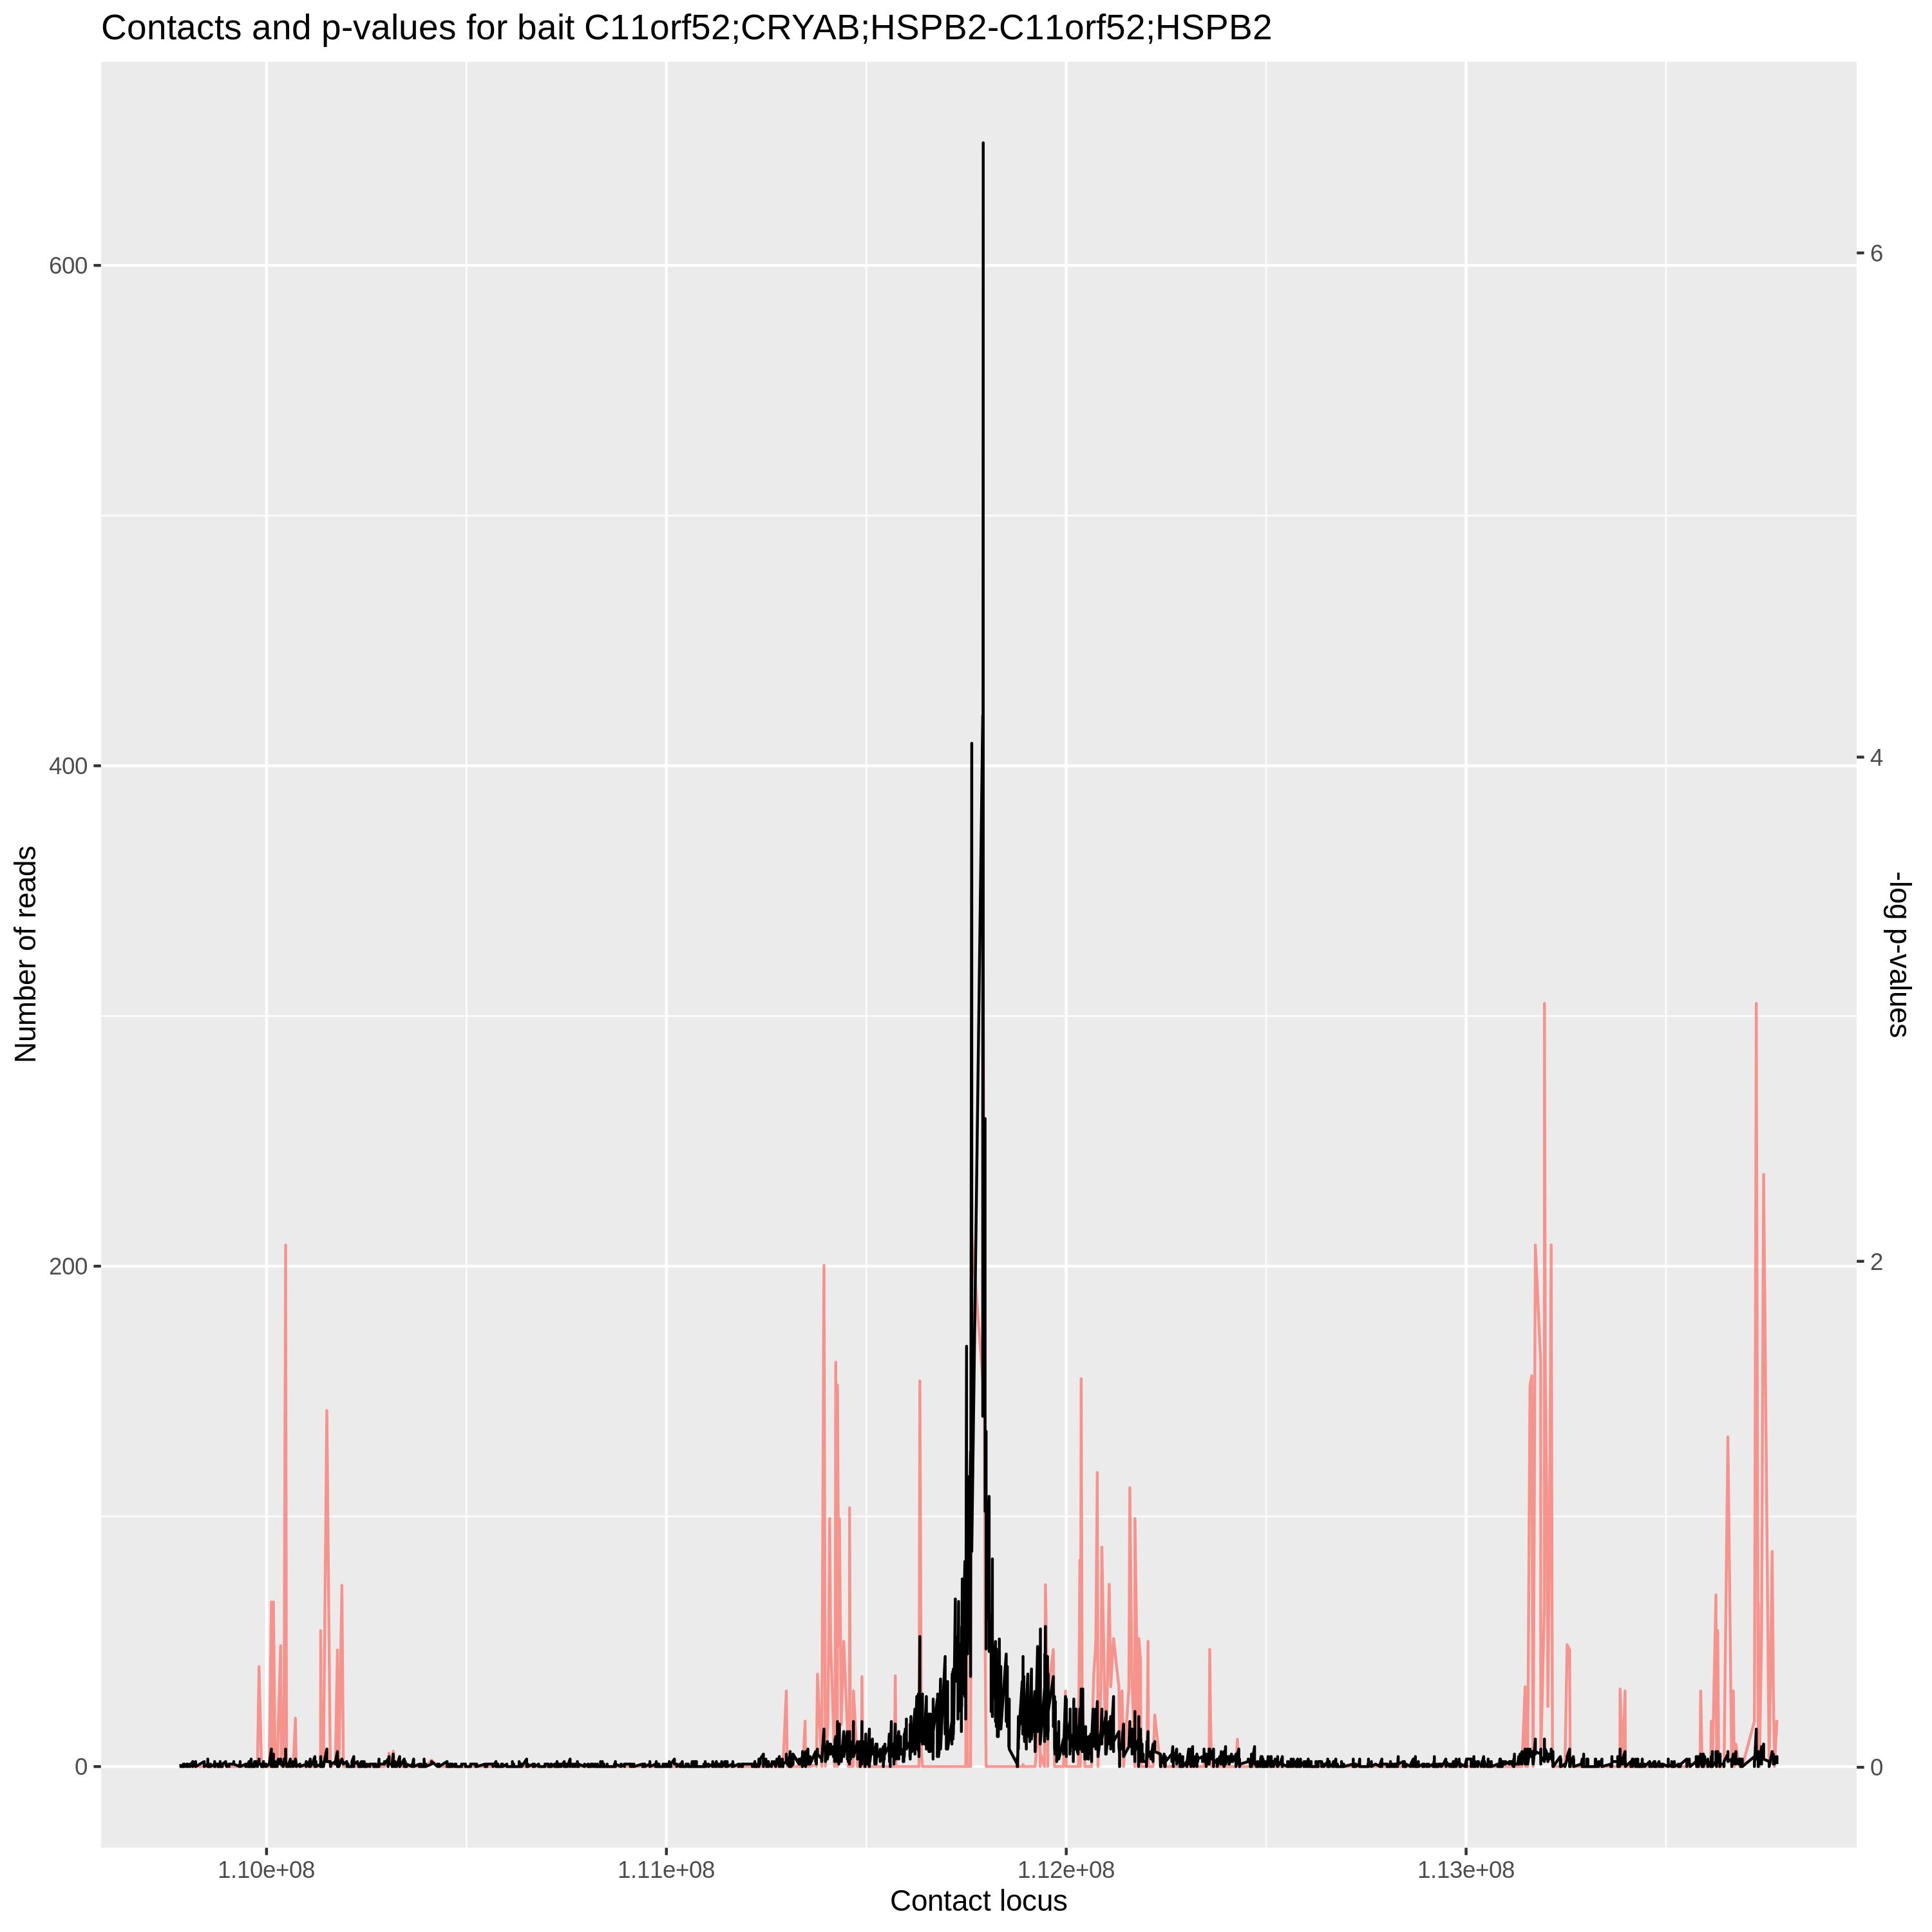 Contacts and p-values for bait C11orf52;CRYAB;HSPB2-C11orf52;HSPB2
Number of reads
600
400
200
0
6
4
2
0
-log p-values
1.10e+08
1.11e+08
1.12e+08
1.13e+08
Contact locus